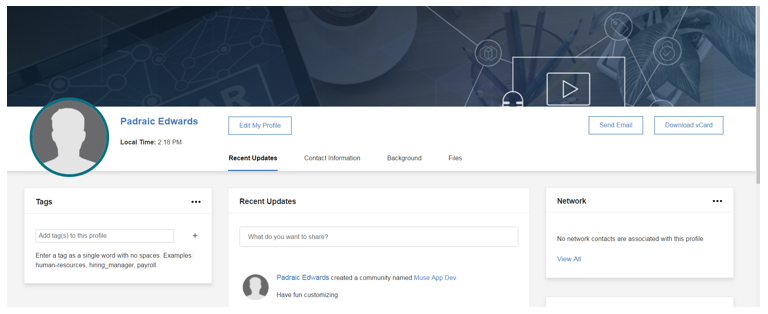 Padraic Edwards
Local Time: 2:18 PM
Edit My Profile
Send Email
Download vCard
Recent Updates
Contact Information
Background
Files
Tags
•••
Add tag(s) to this profile
+
Enter a tag as a single word with no spaces. Examples:
human-resources, hiring_manager, payroll.
Recent Updates
What do you want to share?
Padraic Edwards created a community named Muse App Dev.
Have fun customizing
Network
•••
No network contacts are associated with this profile
View All